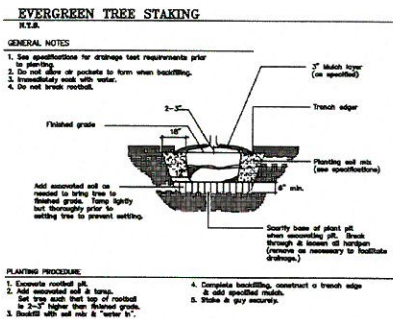 EVERGREEN TREE STAKING
N.T.S.
GENERAL NOTES
1. See specifications for drainage test requirements prior
to planting.
2. Do not allow air pockets to form when backfilling.
3. Immediately soak with water.
4. Do not break rootball.
3" Mulch layer
(as specified)
2-3"
Trench edger
Finished grade
18"
Planting soil mix
(see specifications)
6" min.
Add excavated soil as
needed to bring tree to
finished grade. Tamp lightly
but thoroughly prior to
setting tree to prevent settling.
Scarify base of plant pit
when excavating pit. Break
through & loosen all hardpan
(remove as necessary to facilitate
drainage.)
PLANTING PROCEDURE
1. Excavate rootball pit.
2. Add excavated soil & tamp.
Set tree such that top of rootball
is 2-3" higher than finished grade.
3. Backfill with soil mix & "water in".
4. Complete backfilling, construct a trench edge
& add specified mulch.
5. Stake & guy securely.